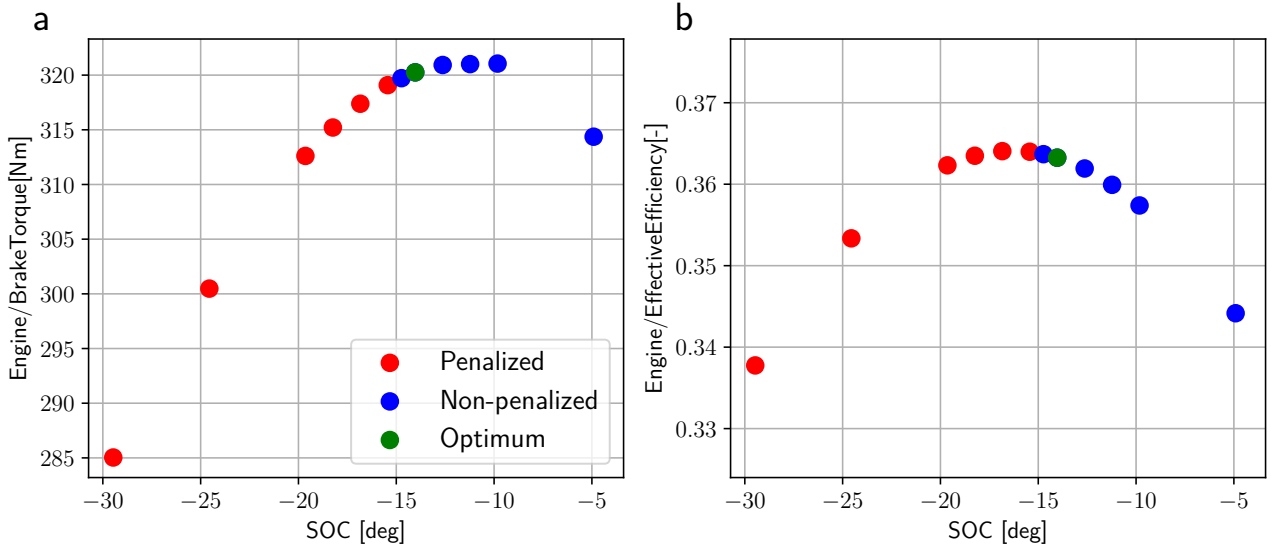 a
Engine/BrakeTorque[Nm]
320
315
310
305
300
295
290
285
−30
−25
−20
−15
−10
−5
SOC [deg]
Penalized
Non-penalized
Optimum
b
Engine/EffectiveEfficiency[-]
0.37
0.36
0.35
0.34
0.33
−30
−25
−20
−15
−10
−5
SOC [deg]